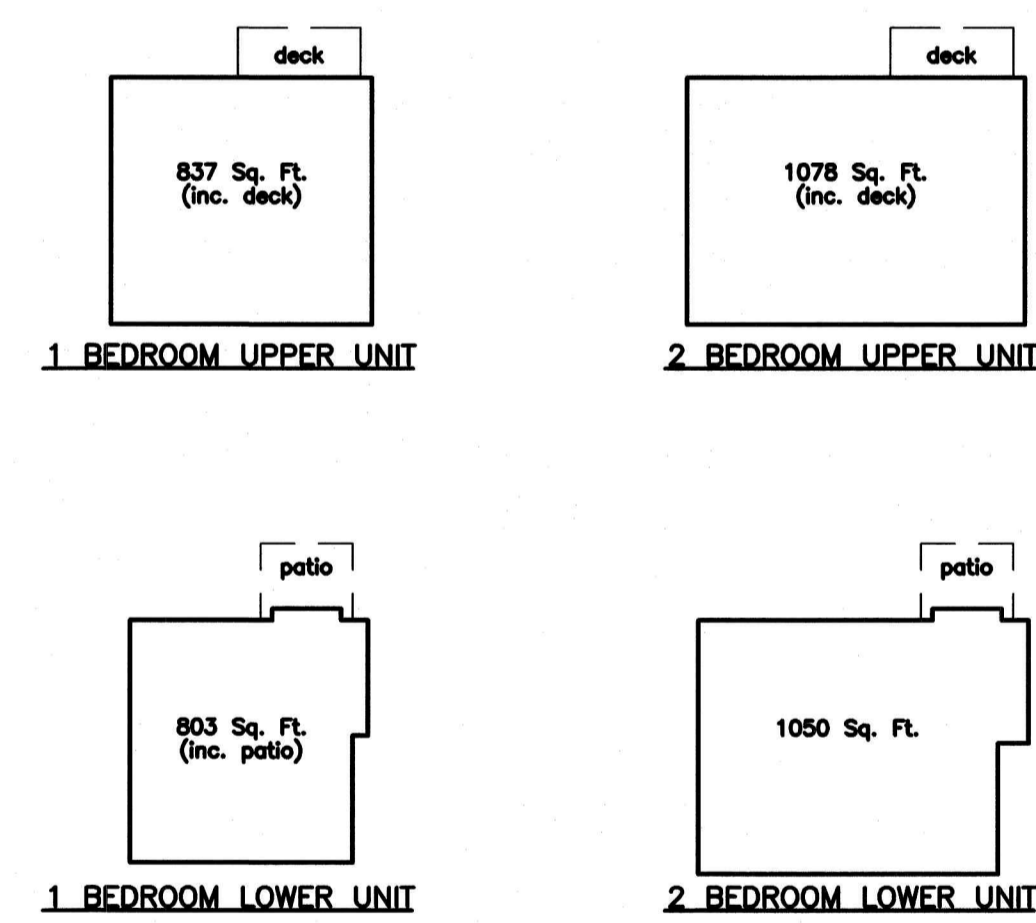 deck
837 Sq. Ft.
(inc. deck)
1 BEDROOM UPPER UNIT
deck
1078 Sq. Ft.
(inc. deck)
2 BEDROOM UPPER UNIT
patio
803 Sq. Ft.
(inc. patio)
1 BEDROOM LOWER UNIT
patio
1050 Sq. Ft.
2 BEDROOM LOWER UNIT